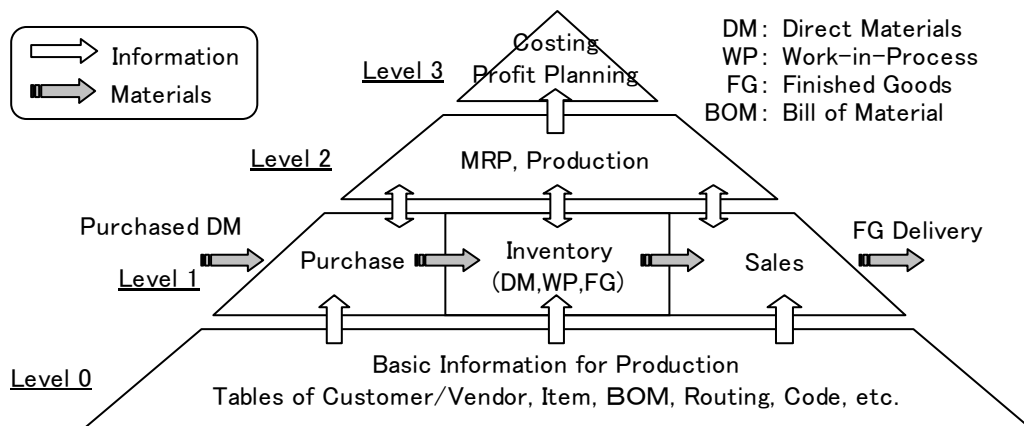 Information
Materials
DM: Direct Materials
WP: Work-in-Process
FG: Finished Goods
BOM: Bill of Material
Level 3
Costing
Profit Planning
Level 2
MRP, Production
Purchased DM
Level 1
Purchase
Inventory
(DM,WP,FG)
Sales
FG Delivery
Level 0
Basic Information for Production
Tables of Customer/Vendor, Item, BOM, Routing, Code, etc.